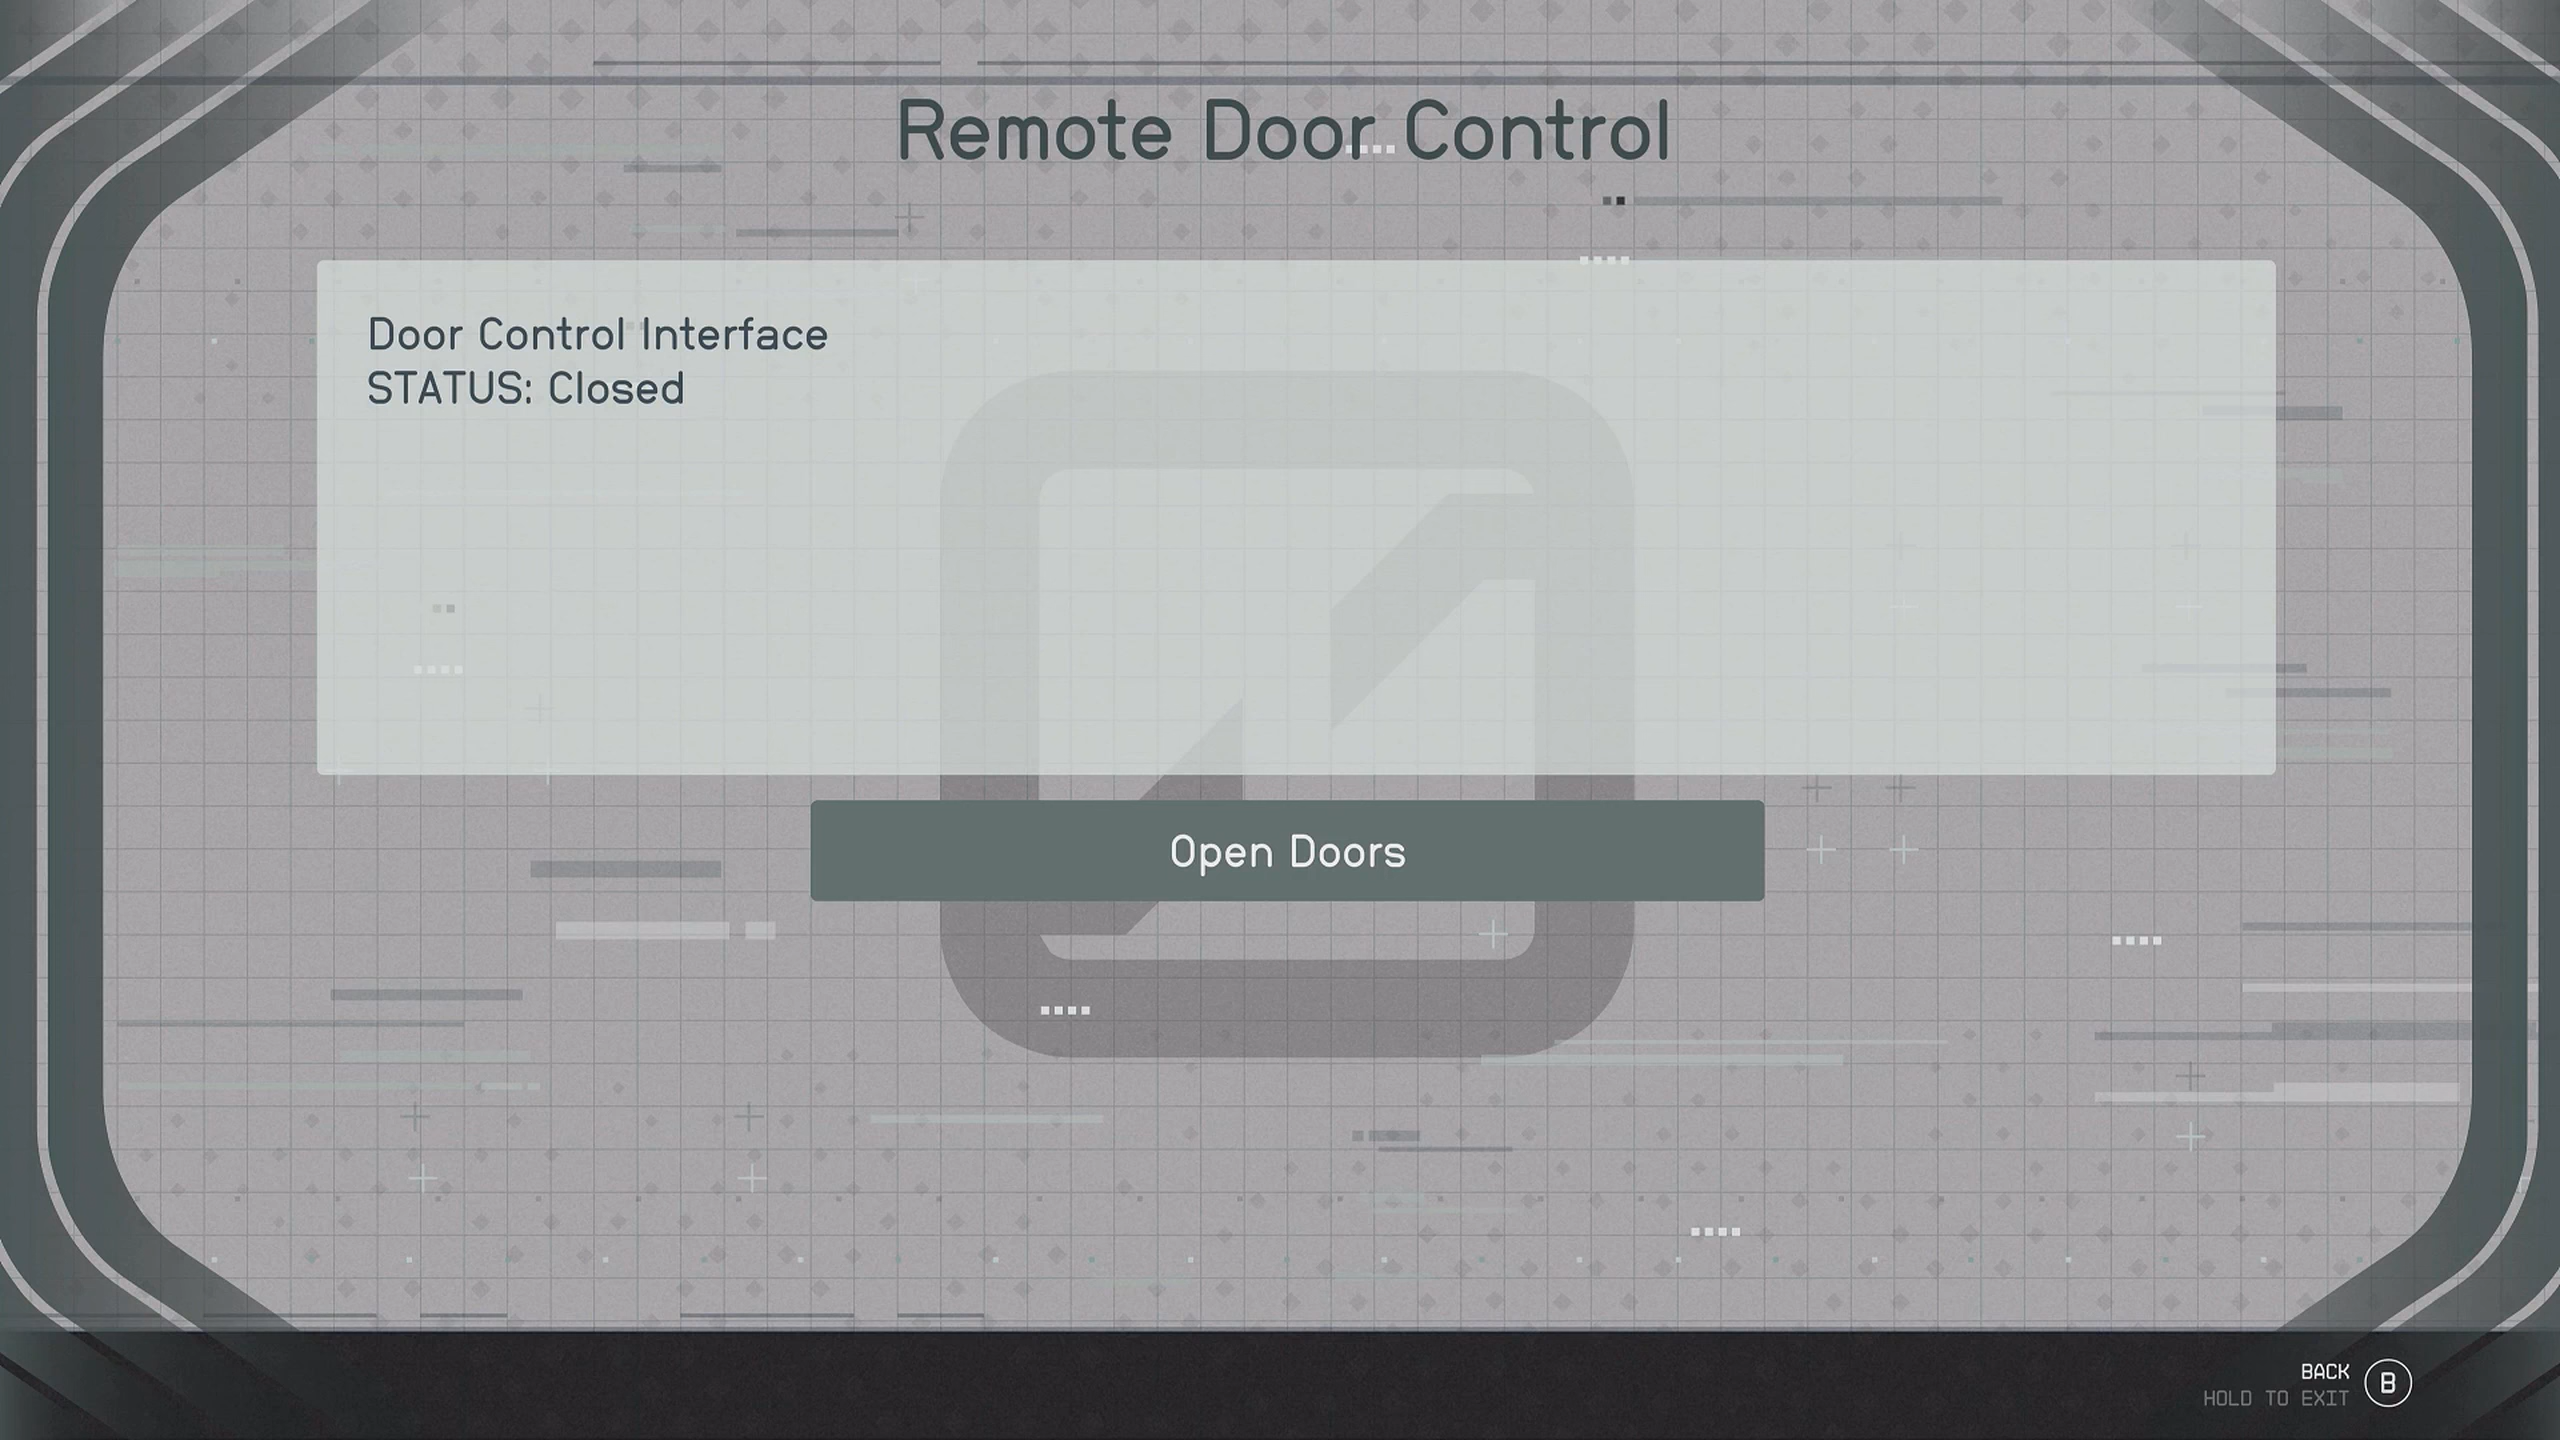 Remote Door Control
Door Control Interface
STATUS: Closed
Open Doors
BACK
HOLD TO EXIT
B